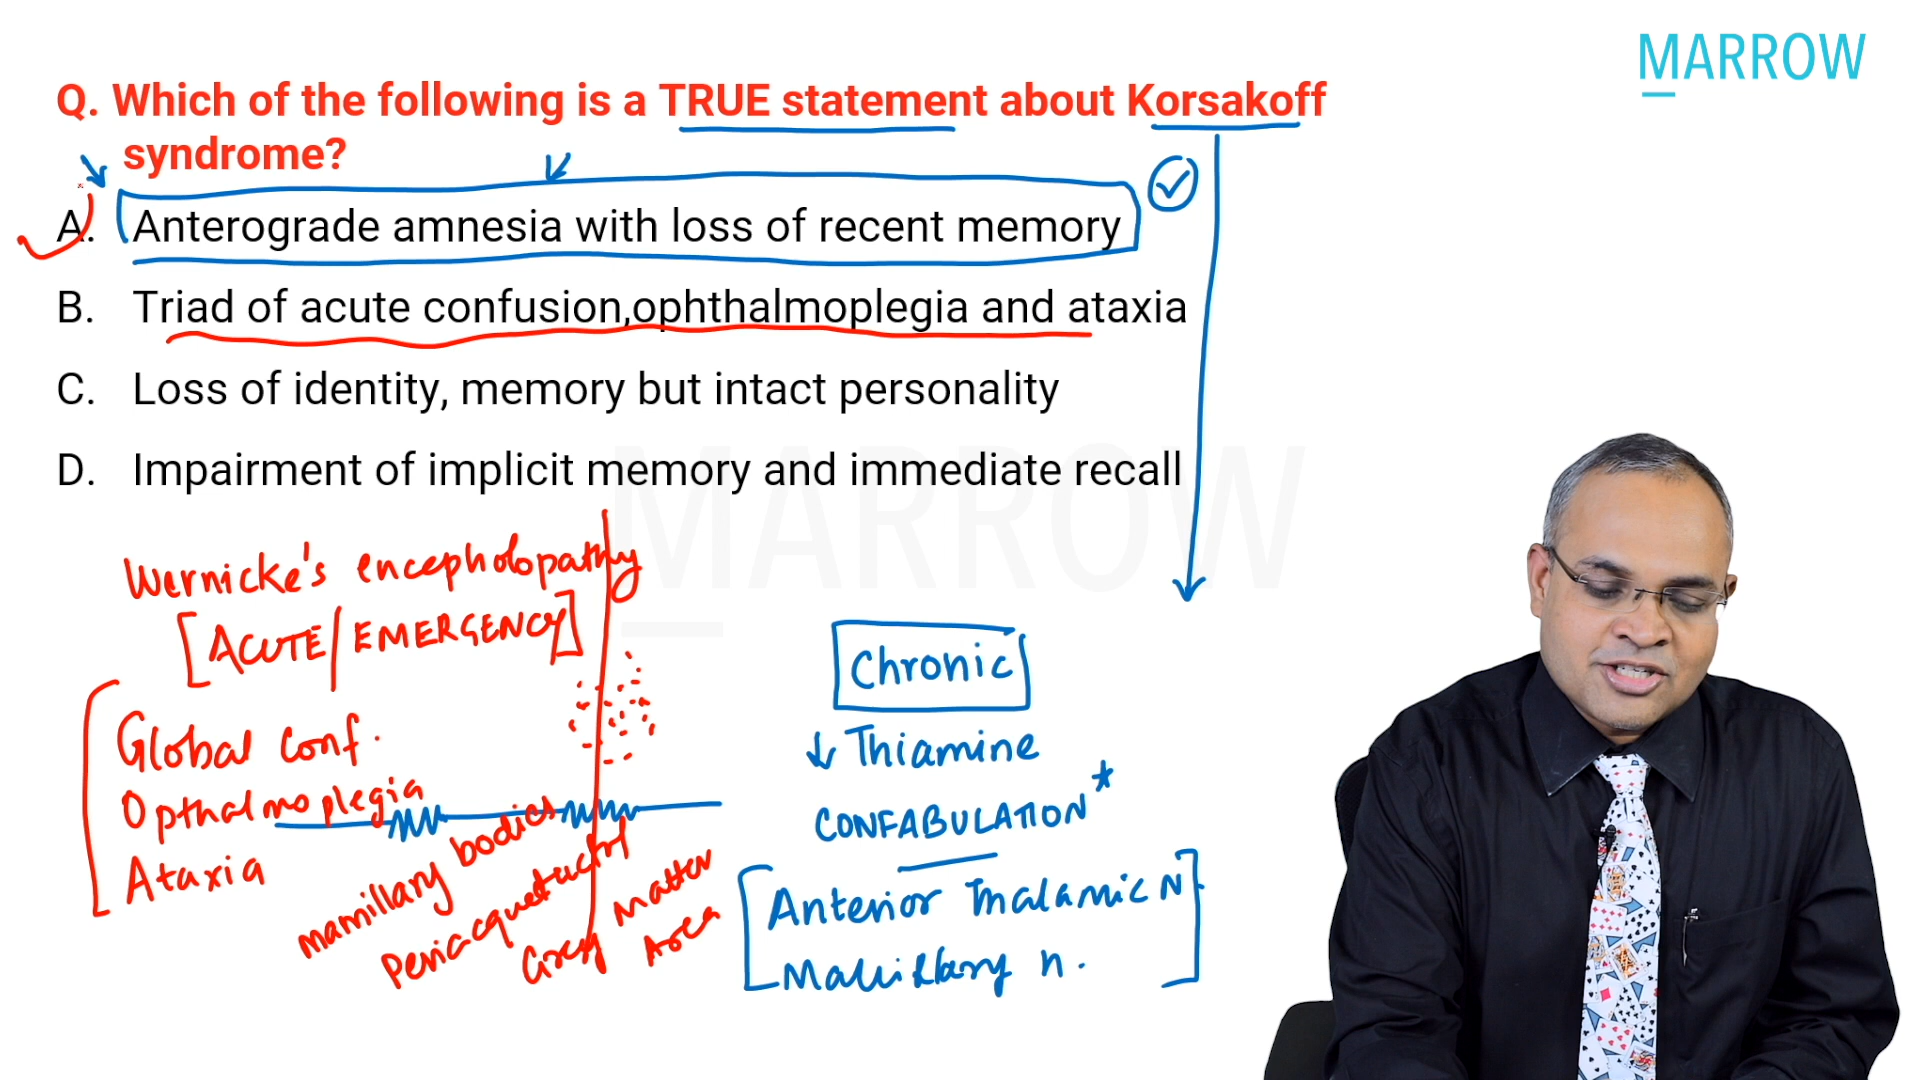 MARROW
Q. Which of the following is a TRUE statement about Korsakoff
syndrome?
A. Anterograde amnesia with loss of recent memory
B. Triad of acute confusion,ophthalmoplegia and ataxia
C. Loss of identity, memory but intact personality
D. Impairment of implicit memory and immediate recall
MARROW
Wernicke's encepholopathy
[ACUTE/EMERGENCY]
Global conf.
Opthalmoplegia
Ataxia
mamillary bodies
Grey Matter
Area
Chronic
↓ Thiamine
CONFABULATION*
Anterior Thalamic N
n.